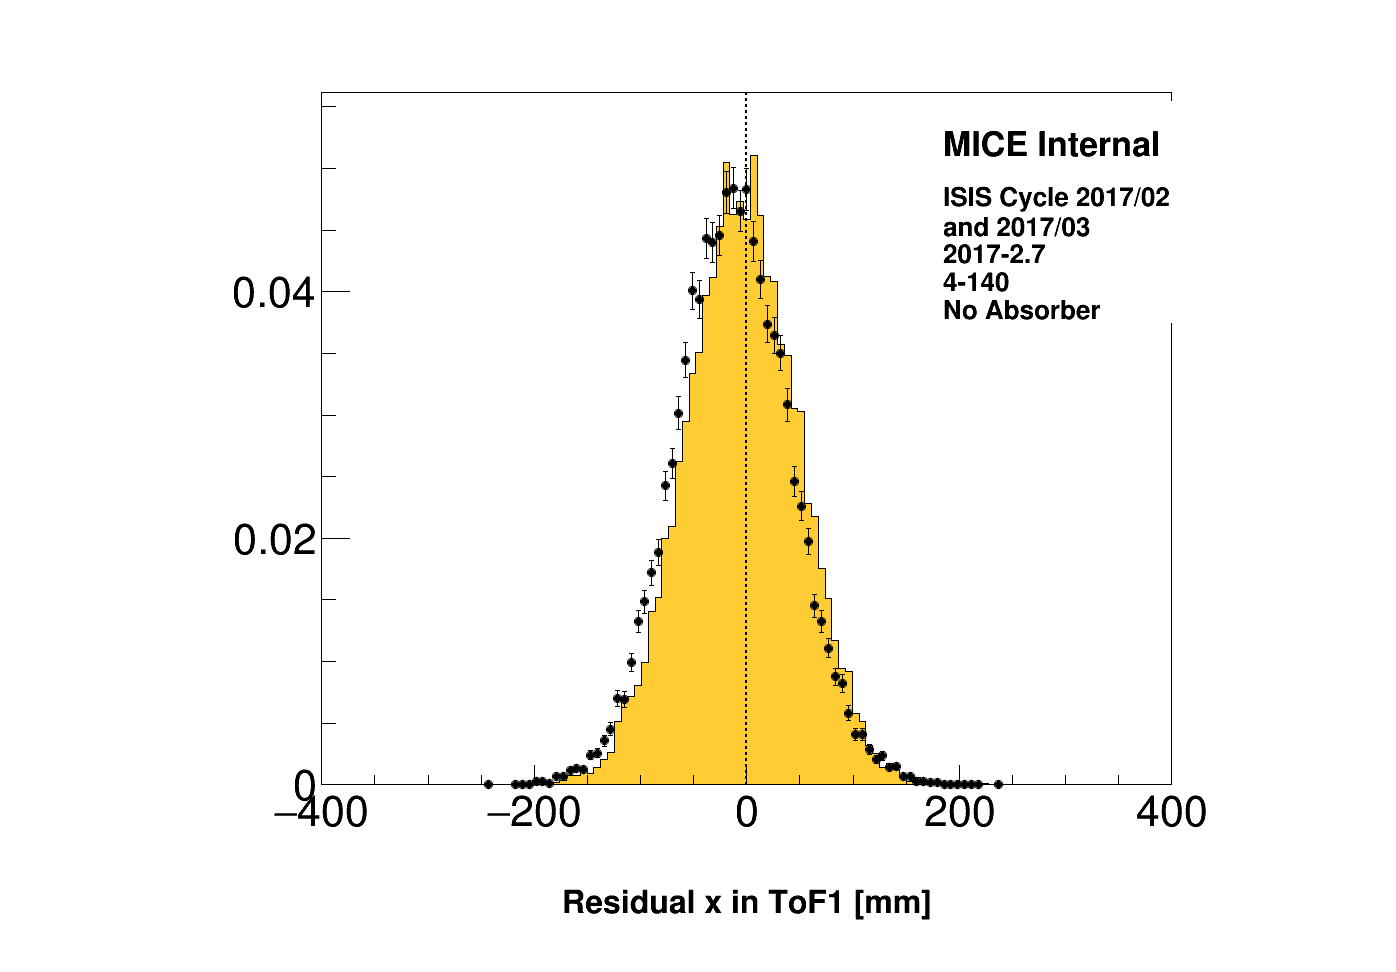 MICE Internal
ISIS Cycle 2017/02
and 2017/03
2017-2.7
4-140
No Absorber
0.04
0.02
0
−400 −200 0 200 400
Residual x in ToF1 [mm]